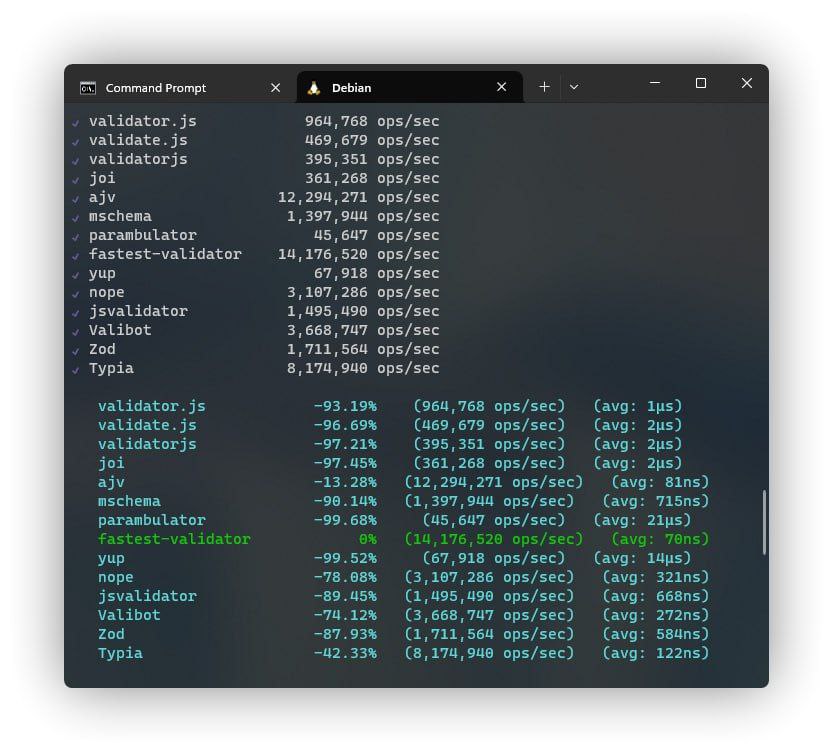 Command Prompt
Debian
✓ validator.js 964,768 ops/sec
✓ validate.js 469,679 ops/sec
✓ validatorjs 395,351 ops/sec
✓ joi 361,268 ops/sec
✓ ajv 12,294,271 ops/sec
✓ mschema 1,397,944 ops/sec
✓ parambulator 45,647 ops/sec
✓ fastest-validator 14,176,520 ops/sec
✓ yup 67,918 ops/sec
✓ nope 3,107,286 ops/sec
✓ jsvalidator 1,495,490 ops/sec
✓ Valibot 3,668,747 ops/sec
✓ Zod 1,711,564 ops/sec
✓ Typia 8,174,940 ops/sec
validator.js -93.19% (964,768 ops/sec) (avg: 1μs)
validate.js -96.69% (469,679 ops/sec) (avg: 2μs)
validatorjs -97.21% (395,351 ops/sec) (avg: 2μs)
joi -97.45% (361,268 ops/sec) (avg: 2μs)
ajv -13.28% (12,294,271 ops/sec) (avg: 81ns)
mschema -90.14% (1,397,944 ops/sec) (avg: 715ns)
parambulator -99.68% (45,647 ops/sec) (avg: 21μs)
fastest-validator 0% (14,176,520 ops/sec) (avg: 70ns)
yup -99.52% (67,918 ops/sec) (avg: 14μs)
nope -78.08% (3,107,286 ops/sec) (avg: 321ns)
jsvalidator -89.45% (1,495,490 ops/sec) (avg: 668ns)
Valibot -74.12% (3,668,747 ops/sec) (avg: 272ns)
Zod -87.93% (1,711,564 ops/sec) (avg: 584ns)
Typia -42.33% (8,174,940 ops/sec) (avg: 122ns)